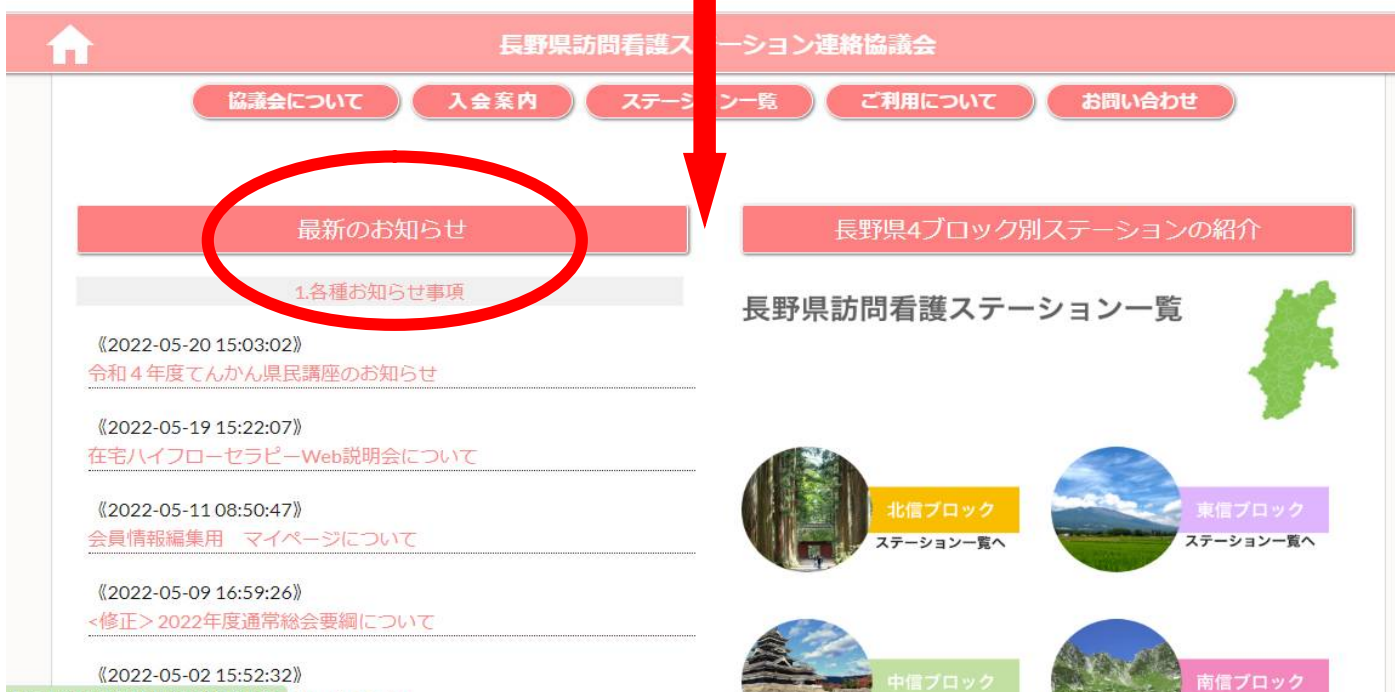 長野県訪問看護ステーション連絡協議会
協議会について 入会案内 ステーション一覧 ご利用について お問い合わせ
最新のお知らせ
1.各種お知らせ事項
《2022-05-20 15:03:02》
令和４年度てんかん県民講座のお知らせ
《2022-05-19 15:22:07》
在宅ハイフローセラピーWeb説明会について
《2022-05-11 08:50:47》
会員情報編集用　マイページについて
《2022-05-09 16:59:26》
<修正> 2022年度通常総会要綱について
《2022-05-02 15:52:32》
長野県4ブロック別ステーションの紹介
長野県訪問看護ステーション一覧
北信ブロック
ステーション一覧へ
東信ブロック
ステーション一覧へ
中信ブロック
南信ブロック